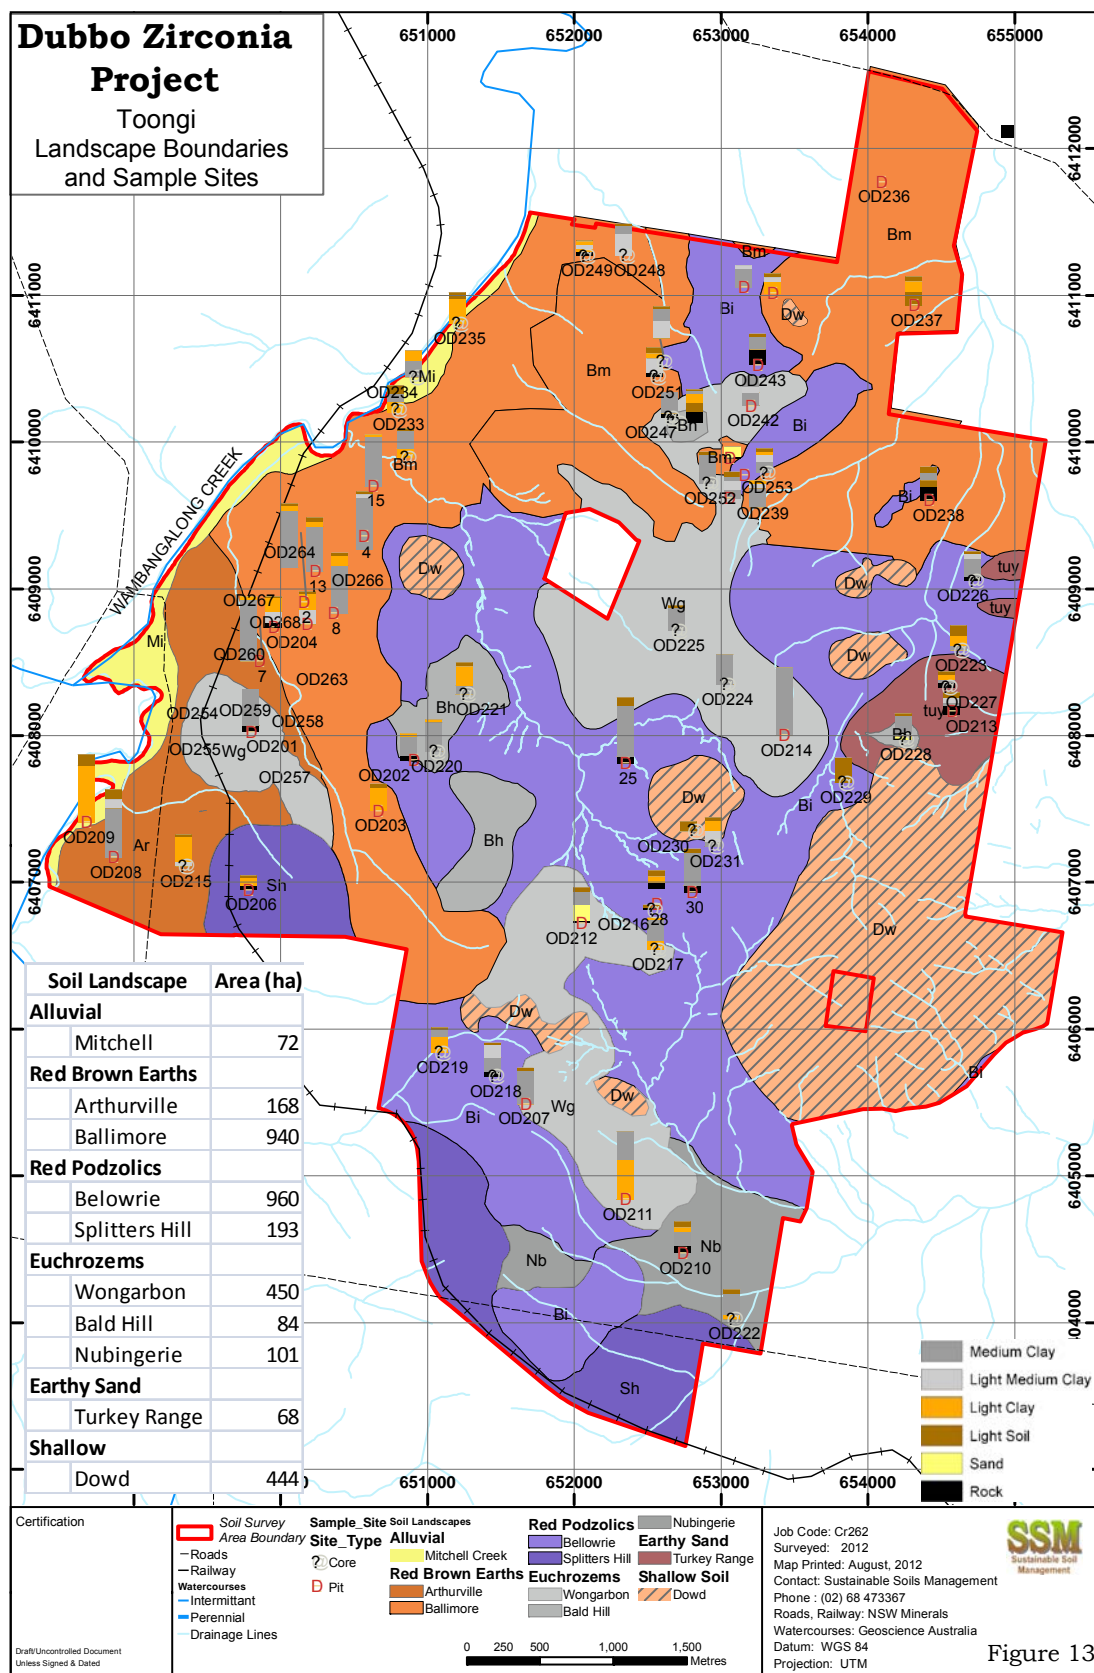 Dubbo Zirconia
Project
Toongi
Landscape Boundaries
and Sample Sites
651000
652000
653000
654000
655000
6412000
6411000
6410000
6409000
6408000
6407000
6406000
6405000
6404000
6412000
6411000
6410000
6409000
6408000
6407000
OD236
Bm
OD249
OD248
Bm
Bi
Dw
OD237
OD235
Mi
OD234
OD233
Bm
Bm
OD251
OD243
OD242
OD247
Bh
Bi
Bm
OD252
OD253
OD239
Bi
OD238
WAMBANGALONG CREEK
15
4
OD264
13
OD266
OD267
2
8
OD268
OD204
OD260
7
OD263
Mi
Dw
Wg
OD225
OD224
OD214
Dw
Dw
tuy
tuy
OD226
OD223
OD227
OD213
tuy
Bh
OD228
OD229
Bi
OD254
OD259
OD258
OD201
OD255
Wg
OD257
Bh
OD221
OD202
OD220
OD203
25
Dw
OD230
OD231
Bh
OD209
OD208
Ar
OD215
OD206
Sh
OD212
OD216
28
30
OD217
Dw
Dw
OD219
OD218
OD207
Wg
Dw
Bi
Bi
OD211
OD210
Nb
Nb
Bi
OD222
Sh
Soil Landscape Area (ha)
Alluvial
Mitchell 72
Red Brown Earths
Arthurville 168
Ballimore 940
Red Podzolics
Belowrie 960
Splitters Hill 193
Euchrozems
Wongarbon 450
Bald Hill 84
Nubingerie 101
Earthy Sand
Turkey Range 68
Shallow
Dowd 444
Medium Clay
Light Medium Clay
Light Clay
Light Soil
Sand
Rock
651000
652000
653000
654000
Certification
Draft/Uncontrolled Document
Unless Signed & Dated
Soil Survey
Area Boundary
Roads
Railway
Watercourses
Intermittant
Perennial
Drainage Lines
Sample_Site
Site_Type
Core
Pit
Soil Landscapes
Alluvial
Mitchell Creek
Red Brown Earths
Arthurville
Ballimore
Red Podzolics
Bellowrie
Splitters Hill
Euchrozems
Wongarbon
Bald Hill
Nubingerie
Earthy Sand
Turkey Range
Shallow Soil
Dowd
0 250 500 1,000 1,500
Metres
Job Code: Cr262
Surveyed: 2012
Map Printed: August, 2012
Contact: Sustainable Soils Management
Phone : (02) 68 473367
Roads, Railway: NSW Minerals
Watercourses: Geoscience Australia
Datum: WGS 84
Projection: UTM
SSM
Sustainable Soil
Management
Figure 13